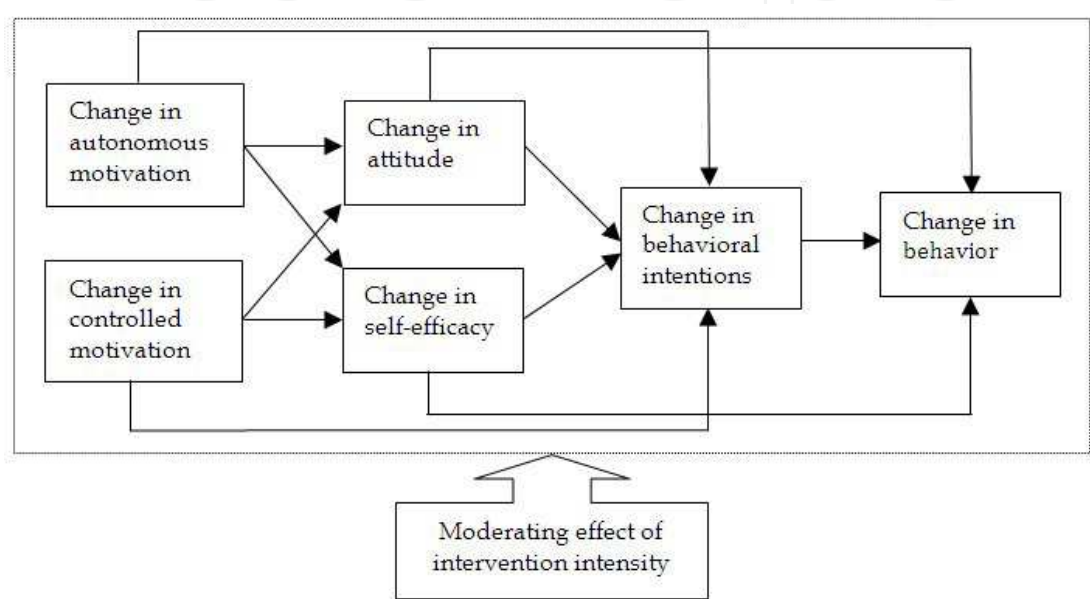 Change in
autonomous
motivation
Change in
attitude
Change in
behavioral
intentions
Change in
behavior
Change in
controlled
motivation
Change in
self-efficacy
Moderating effect of
intervention intensity